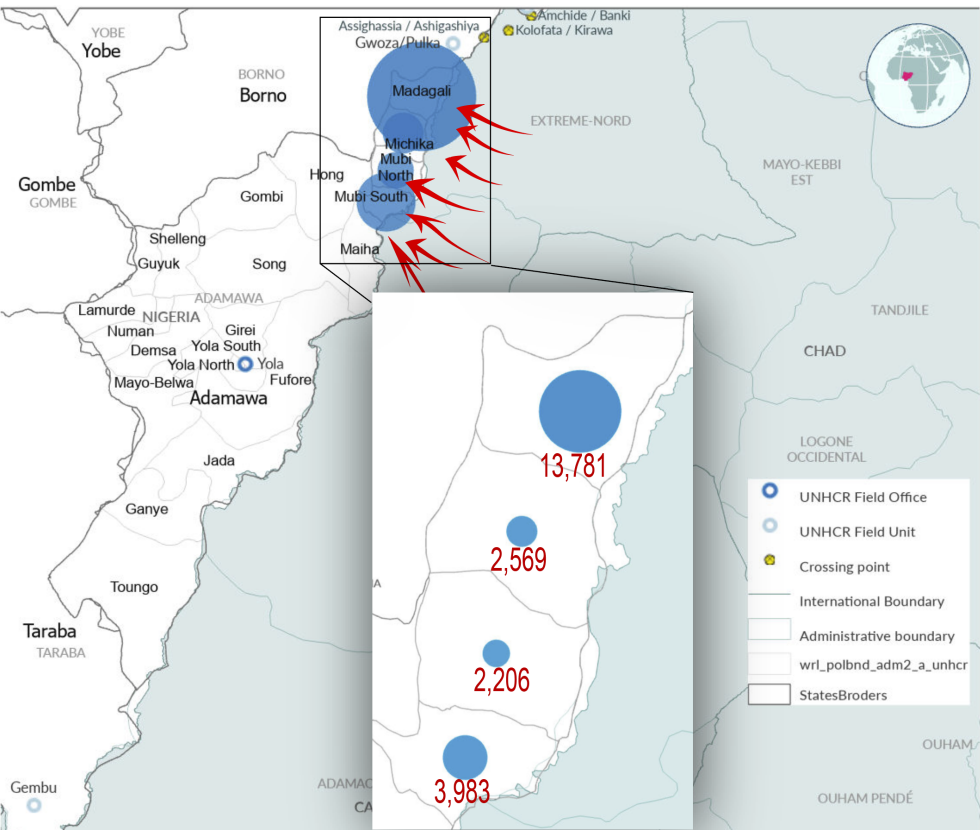 Assighassia / Ashigashiya
Amchide / Banki
Kolofata / Kirawa
Gwoza/Pulka
YOBE
Yobe
BORNO
Borno
Madagali
EXTREME-NORD
Michika
Mubi
North
Hong
Mubi South
MAYO-KEBBI
EST
Gombe
GOMBE
Gombi
Shelleng
Maiha
Guyuk
Song
ADAMAWA
Lamurde
NIGERIA
Numan
Girei
Yola South
Demsa
Yola North
Yola
Mayo-Belwa
Fufore
Adamawa
TANDJILE
CHAD
Jada
LOGONE
OCCIDENTAL
Ganye
Toungo
Taraba
TARABA
Gembu
13,781
2,569
2,206
3,983
A
ADAMAC
CA
UNHCR Field Office
UNHCR Field Unit
Crossing point
International Boundary
Administrative boundary
wrl_polbnd_adm2_a_unhcr
StatesBroders
OUHAM
OUHAM PENDÉ